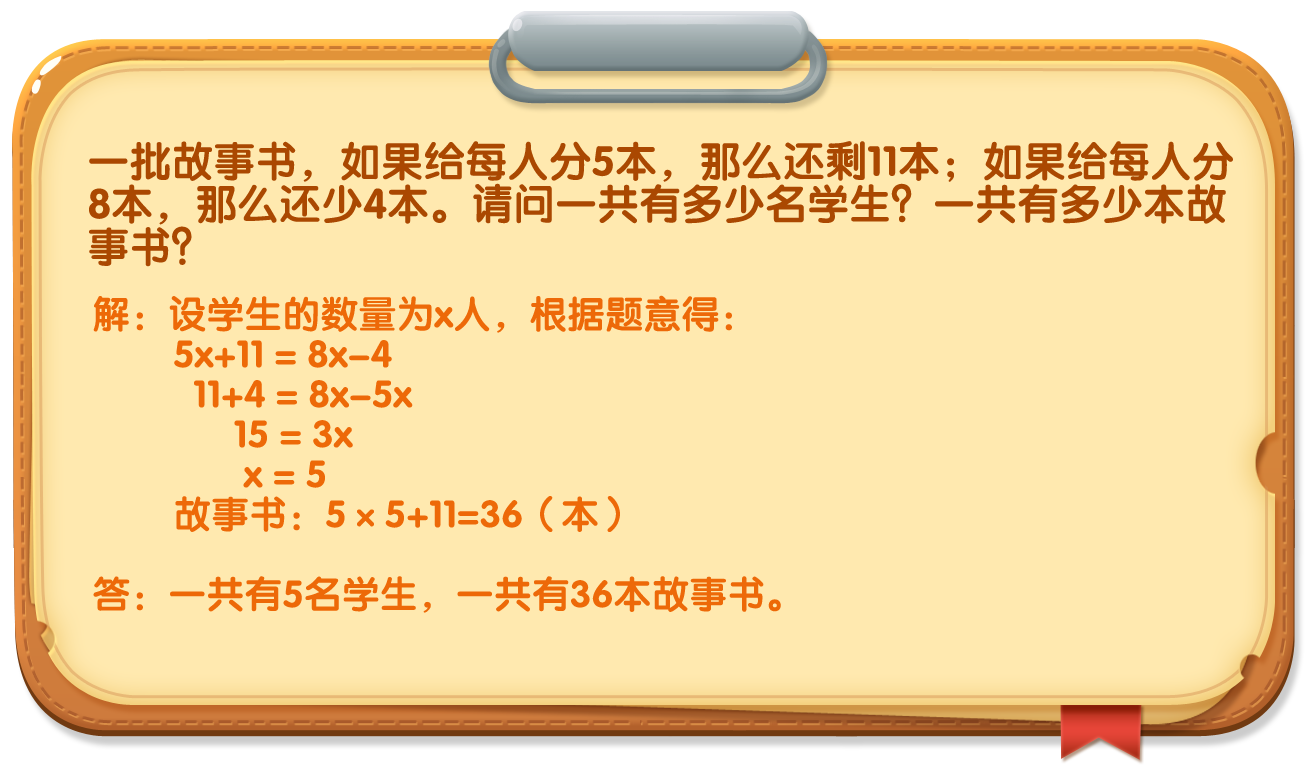 一批故事书，如果给每人分5本，那么还剩11本；如果给每人分
8本，那么还少4本。请问一共有多少名学生？一共有多少本故
事书？
解：设学生的数量为x人，根据题意得：
5x+11 = 8x−4
11+4 = 8x−5x
15 = 3x
x = 5
故事书：5 × 5+11=36（本）
答：一共有5名学生，一共有36本故事书。